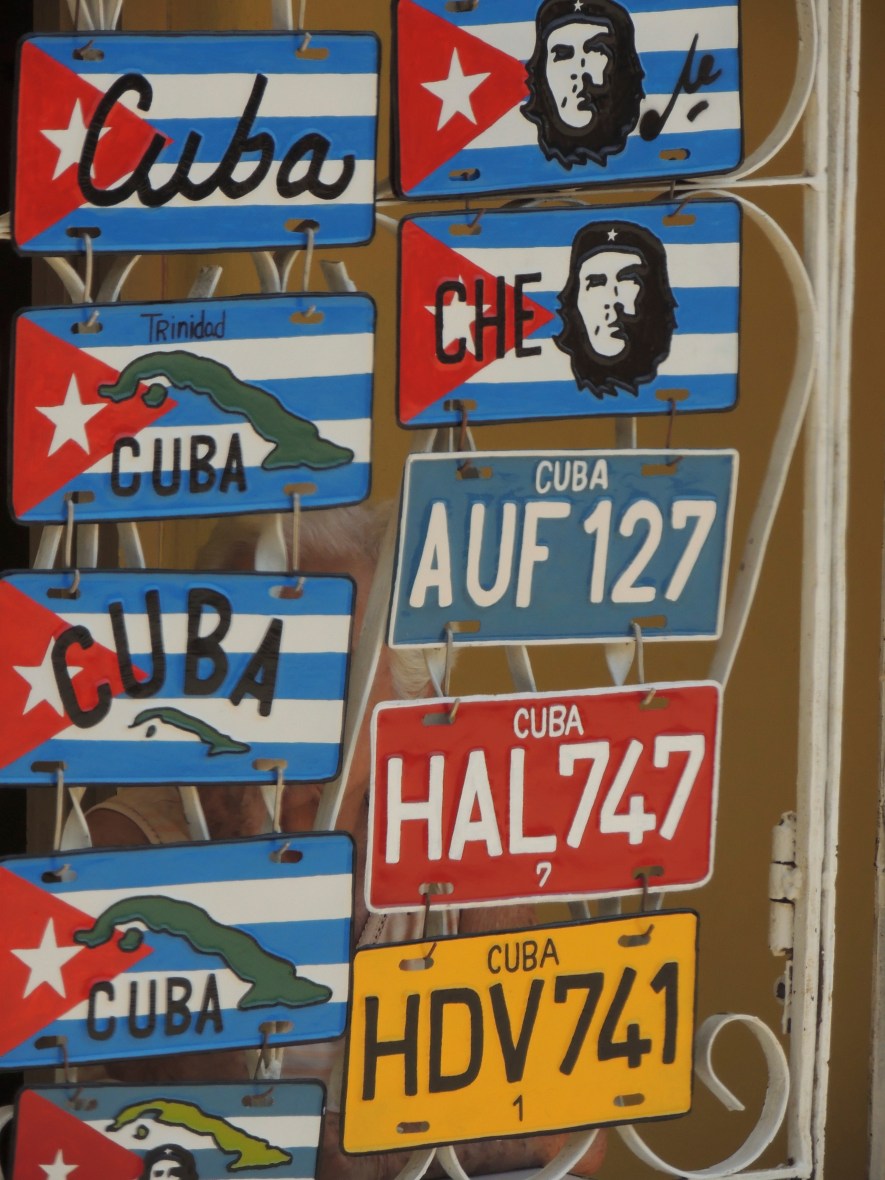 Cuba
Trinidad
CUBA
CUBA
CUBA
Che
CHE
CUBA
AUF 127
CUBA
HAL747
7
CUBA
HDV741
1